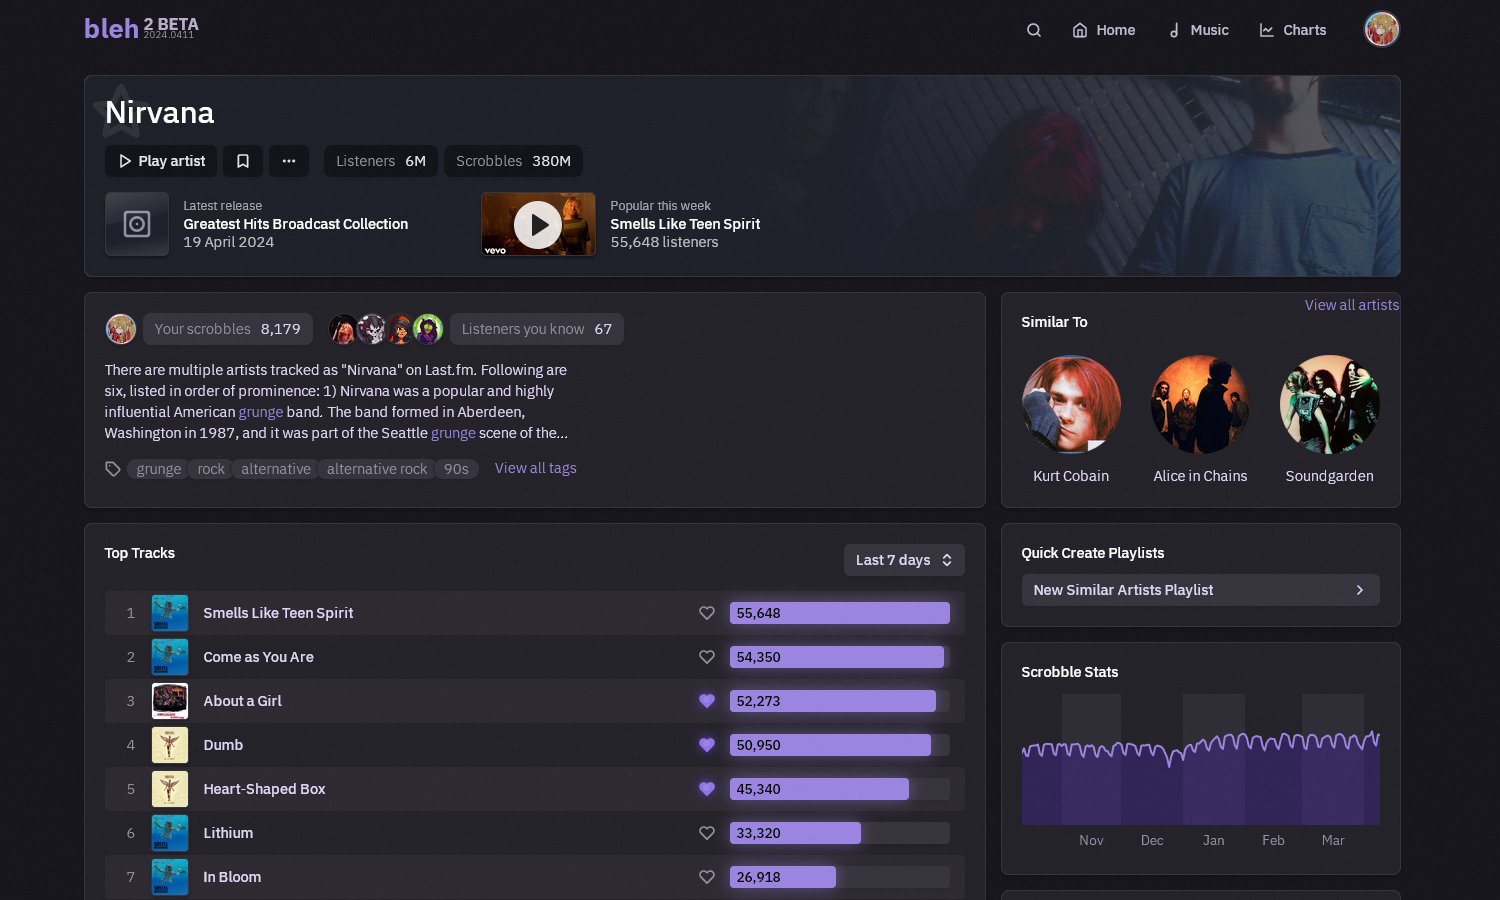 bleh 2 BETA
2024.0411
Home
Music
Charts
Nirvana
Play artist
Listeners 6M
Scrobbles 380M
Latest release
Greatest Hits Broadcast Collection
19 April 2024
vevo
Popular this week
Smells Like Teen Spirit
55,648 listeners
Your scrobbles 8,179
Listeners you know 67
There are multiple artists tracked as "Nirvana" on Last.fm. Following are
six, listed in order of prominence: 1) Nirvana was a popular and highly
influential American grunge band. The band formed in Aberdeen,
Washington in 1987, and it was part of the Seattle grunge scene of the...
grunge rock alternative alternative rock 90s View all tags
View all artists
Similar To
Kurt Cobain
Alice in Chains
Soundgarden
Top Tracks
Last 7 days
1 Smells Like Teen Spirit 55,648
2 Come as You Are 54,350
3 About a Girl 52,273
4 Dumb 50,950
5 Heart-Shaped Box 45,340
6 Lithium 33,320
7 In Bloom 26,918
Quick Create Playlists
New Similar Artists Playlist
Scrobble Stats
Nov Dec Jan Feb Mar